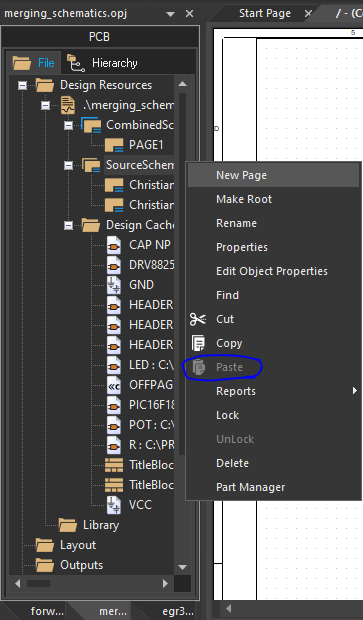 merging_schematics.opj
Start Page
/ - (C
PCB
5
File
Hierarchy
Design Resources
.\merging_schem
CombinedSc
PAGE1
SourceSchem
Christian
Christian
Design Cache
CAP NP
DRV8825
GND
HEADER
HEADER
HEADER
LED : C:\
OFFPAG
PIC16F18
POT : C:\
R : C:\PR
TitleBloc
TitleBloc
VCC
Library
Layout
Outputs
D
New Page
Make Root
Rename
Properties
Edit Object Properties
Find
Cut
Copy
Paste
Reports
Lock
UnLock
Delete
Part Manager
forw...
mer...
egr3...